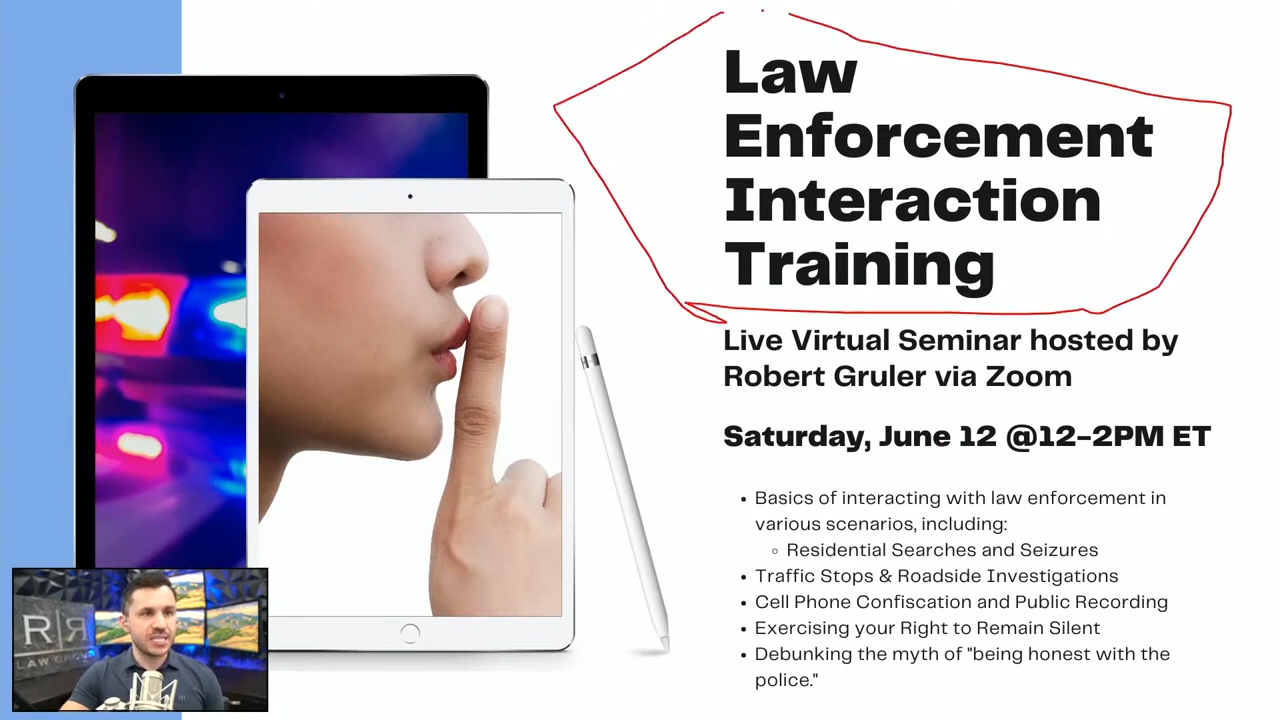 Law
Enforcement
Interaction
Training
Live Virtual Seminar hosted by
Robert Gruler via Zoom
Saturday, June 12 @12-2PM ET
• Basics of interacting with law enforcement in
various scenarios, including:
◦ Residential Searches and Seizures
• Traffic Stops & Roadside Investigations
• Cell Phone Confiscation and Public Recording
• Exercising your Right to Remain Silent
• Debunking the myth of "being honest with the
police."
R|R
LAW GROUP